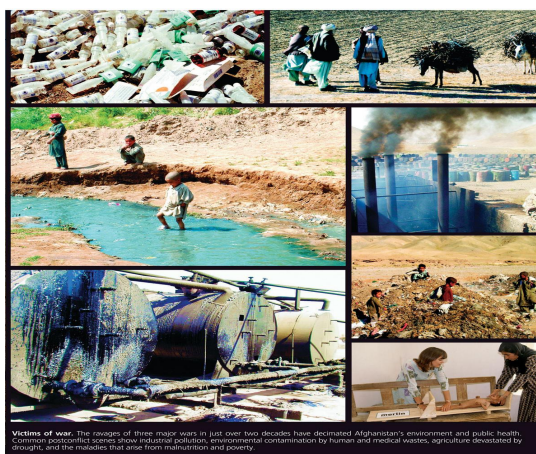 merlin
Victims of war. The ravages of three major wars in just over two decades have decimated Afghanistan's environment and public health.
Common postconflict scenes show industrial pollution, environmental contamination by human and medical wastes, agriculture devastated by
drought, and the maladies that arise from malnutrition and poverty.